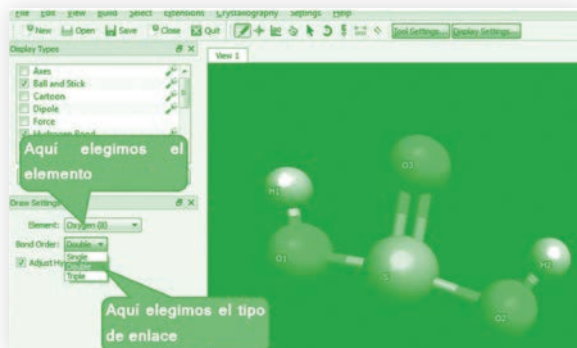 File Edit View Build Select Extensions Crystallography Settings Help
New Open Save Close Quit Tool Settings... Display Settings...
Display Types
View 1
Axes
Ball and Stick
Cartoon
Dipole
Force
Hydrogen Bond
Aquí elegimos el
elemento
Draw Settings
Element: Oxygen (8)
Bond Order: Double
Single
Double
Triple
Adjust Hy
Aquí elegimos el tipo
de enlace
O3
H1
O1
S
H2
O2